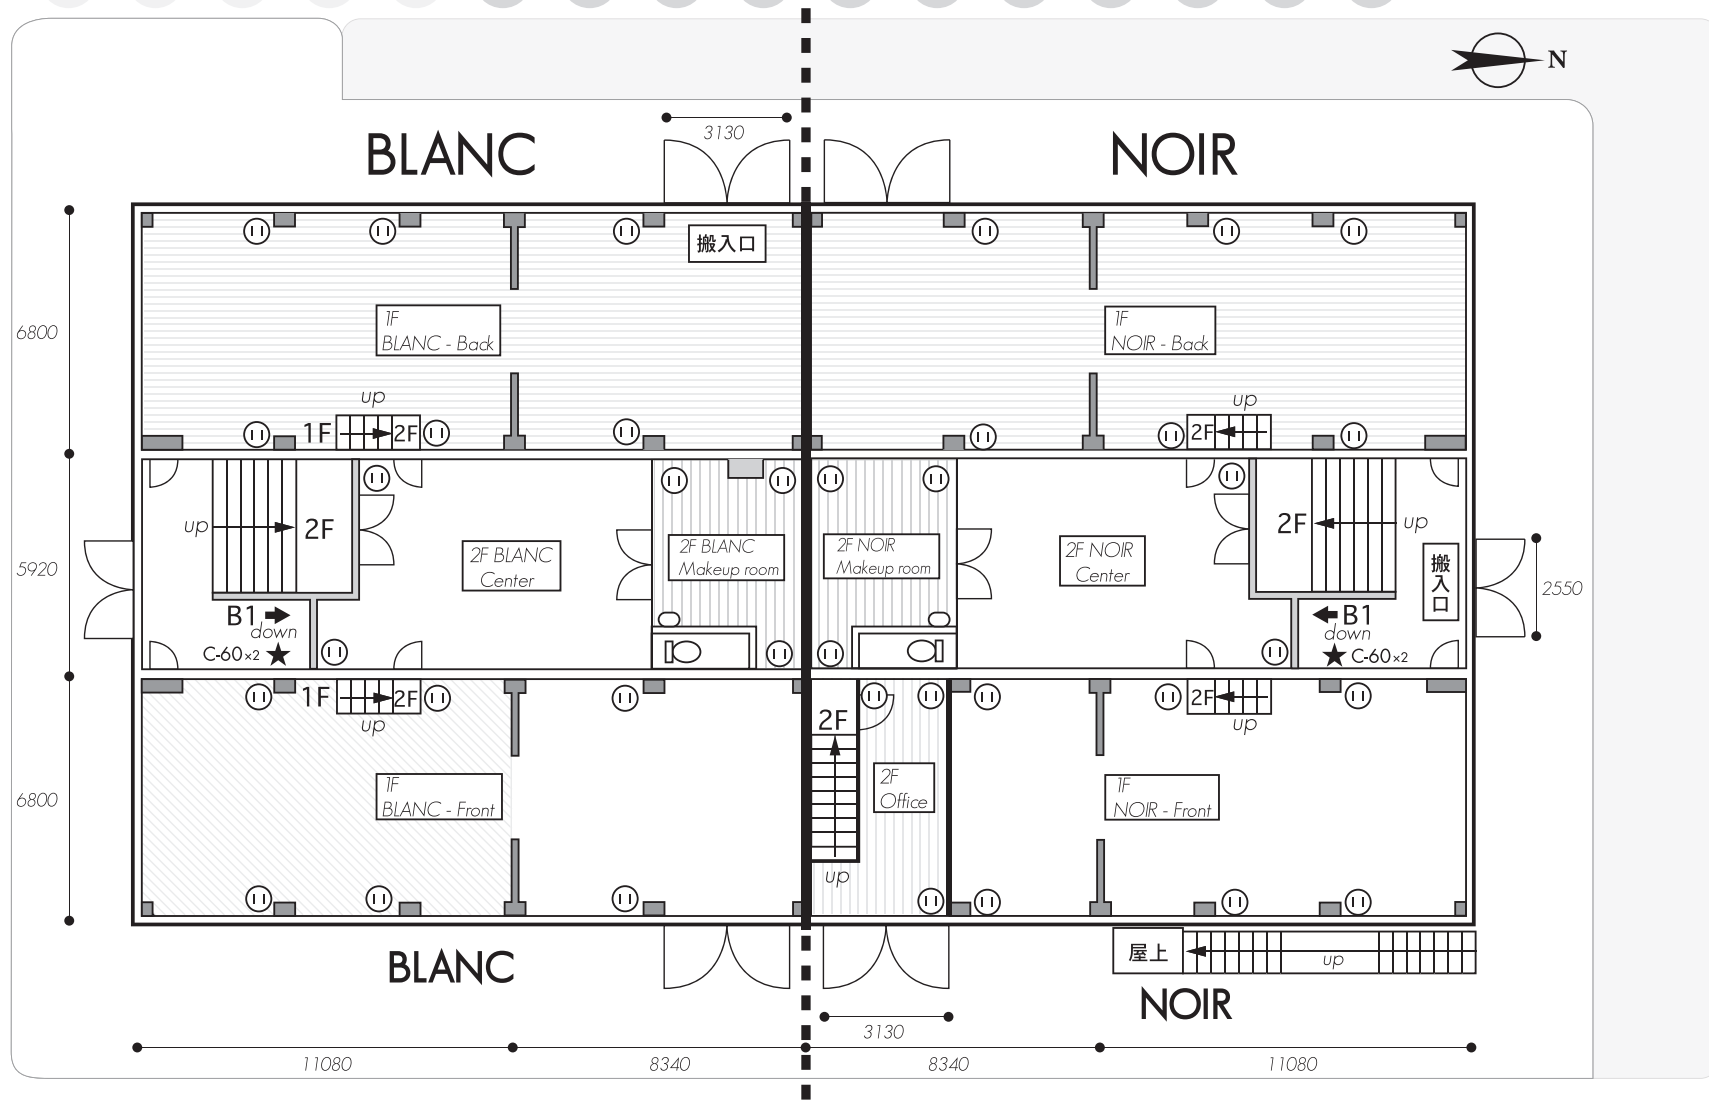 N
3130
BLANC
NOIR
搬入口
6800
1F
BLANC - Back
1F
NOIR - Back
up
1F
2F
up
2F
up
2F
2F BLANC
Center
2F BLANC
Makeup room
2F NOIR
Makeup room
2F NOIR
Center
2F
up
搬入口
5920
2550
B1
down
C-60×2
B1
down
C-60×2
1F
2F
up
2F
2F
up
6800
1F
BLANC - Front
2F
Office
1F
NOIR - Front
up
BLANC
屋上
up
NOIR
3130
11080
8340
8340
11080